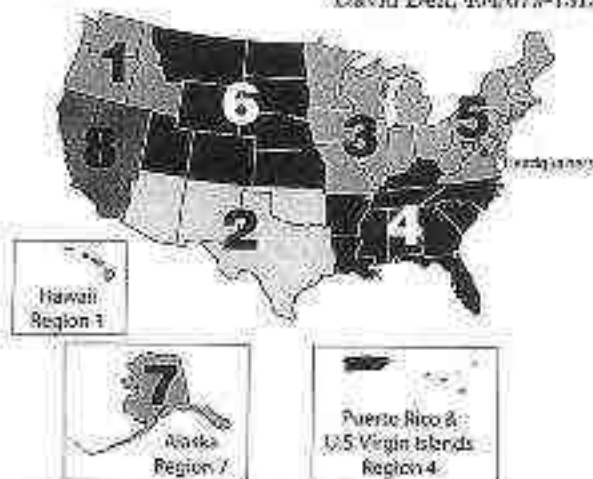 1
6
3
5
8
Headquarters
2
4
Hawaii
Region 1
7
Alaska
Region 7
Puerto Rico &
U.S. Virgin Islands
Region 4